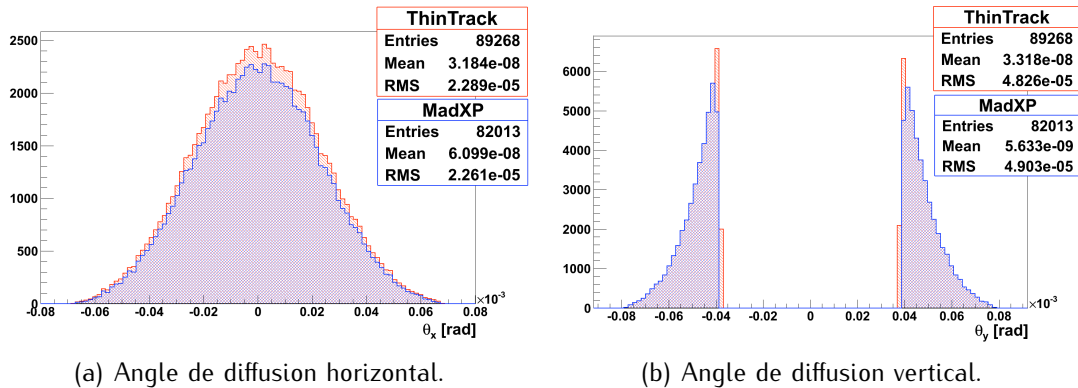 ThinTrack
Entries 89268
Mean 3.184e-08
RMS 2.289e-05
MadXP
Entries 82013
Mean 6.099e-08
RMS 2.261e-05
2500
2000
1500
1000
500
0
-0.08 -0.06 -0.04 -0.02 0 0.02 0.04 0.06 0.08
×10⁻³
θx [rad]
(a) Angle de diffusion horizontal.
ThinTrack
Entries 89268
Mean 3.318e-08
RMS 4.826e-05
MadXP
Entries 82013
Mean 5.633e-09
RMS 4.903e-05
6000
5000
4000
3000
2000
1000
0
-0.08 -0.06 -0.04 -0.02 0 0.02 0.04 0.06 0.08
×10⁻³
θy [rad]
(b) Angle de diffusion vertical.